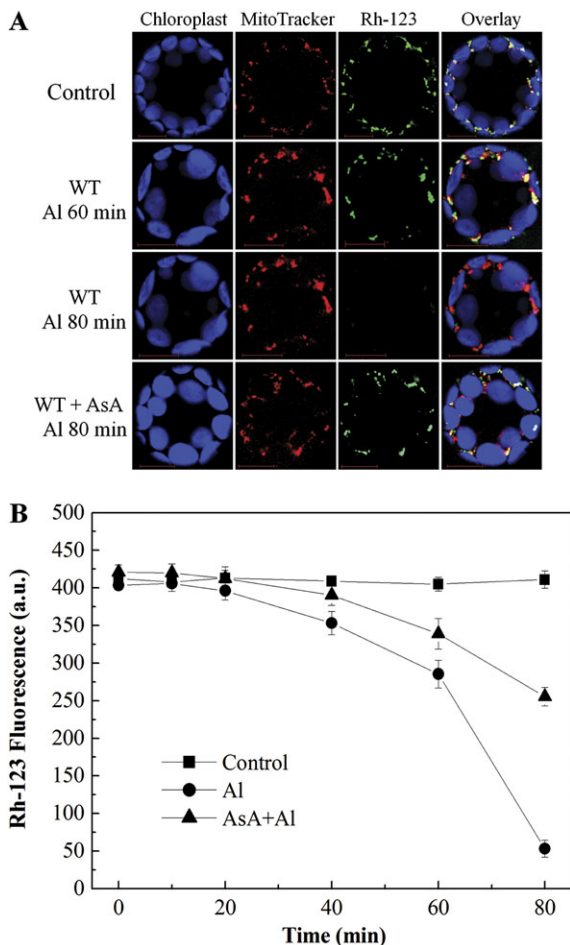 A
Chloroplast MitoTracker Rh-123 Overlay
Control
WT
Al 60 min
WT
Al 80 min
WT + AsA
Al 80 min
B
500
450
400
350
300
250
200
150
100
50
0
Rh-123 Fluorescence (a.u.)
Control
Al
AsA+Al
0 20 40 60 80
Time (min)